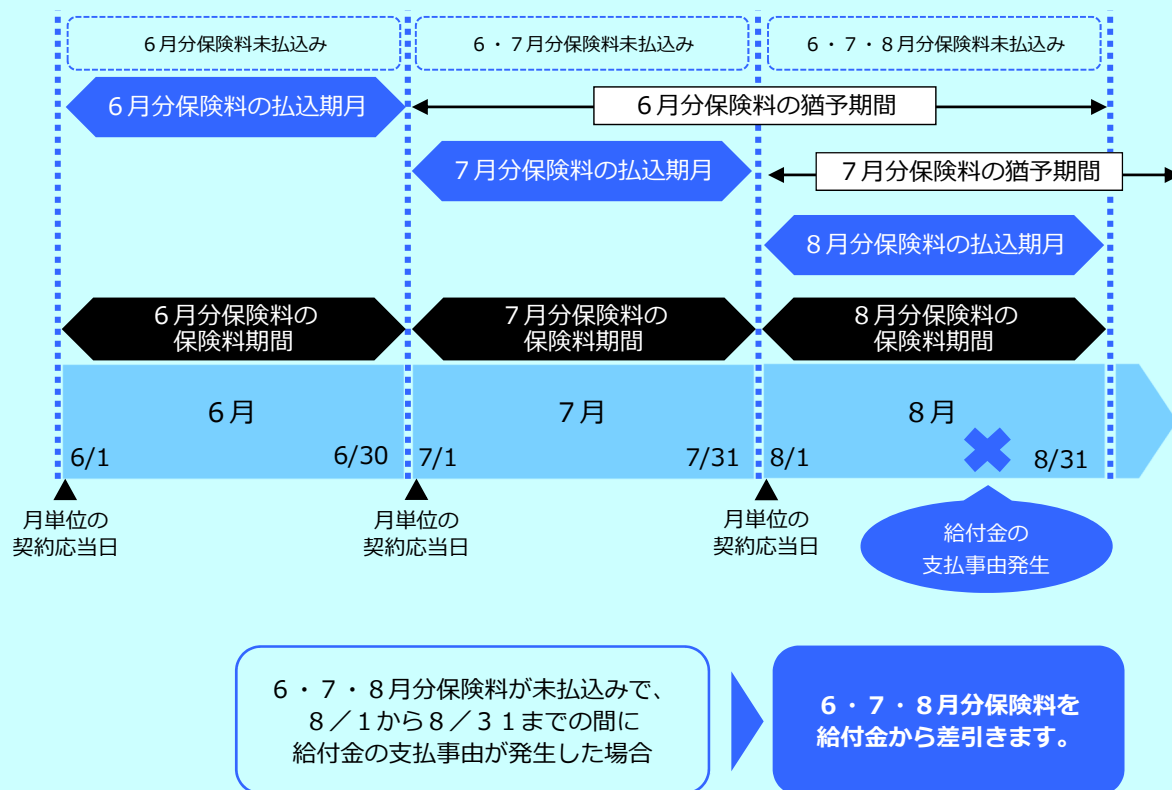 6月分保険料未払込み
6・7月分保険料未払込み
6・7・8月分保険料未払込み
6月分保険料の払込期月
6月分保険料の猶予期間
7月分保険料の払込期月
7月分保険料の猶予期間
8月分保険料の払込期月
6月分保険料の
保険料期間
7月分保険料の
保険料期間
8月分保険料の
保険料期間
6月
7月
8月
6/1
6/30
7/1
7/31
8/1
8/31
月単位の
契約応当日
月単位の
契約応当日
月単位の
契約応当日
給付金の
支払事由発生
6・7・8月分保険料が未払込みで、
8/1から8/31までの間に
給付金の支払事由が発生した場合
6・7・8月分保険料を
給付金から差引きます。